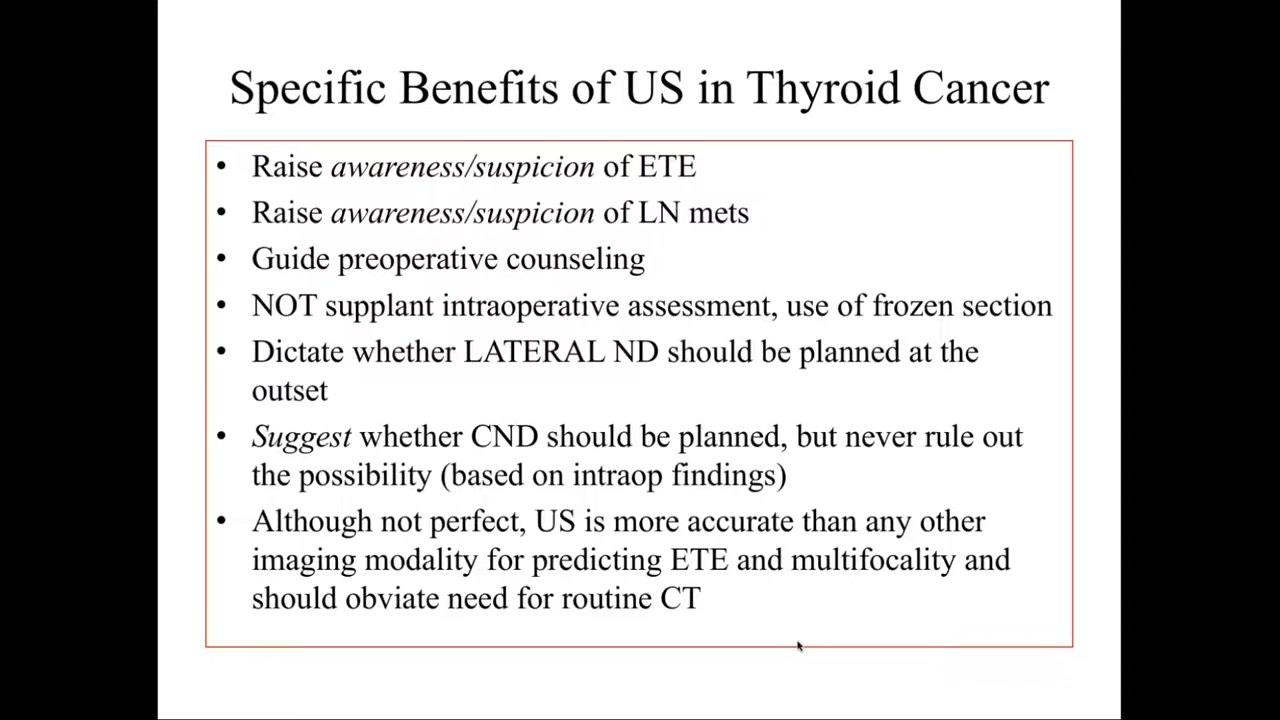 Specific Benefits of US in Thyroid Cancer
• Raise awareness/suspicion of ETE
• Raise awareness/suspicion of LN mets
• Guide preoperative counseling
• NOT supplant intraoperative assessment, use of frozen section
• Dictate whether LATERAL ND should be planned at the
outset
• Suggest whether CND should be planned, but never rule out
the possibility (based on intraop findings)
• Although not perfect, US is more accurate than any other
imaging modality for predicting ETE and multifocality and
should obviate need for routine CT